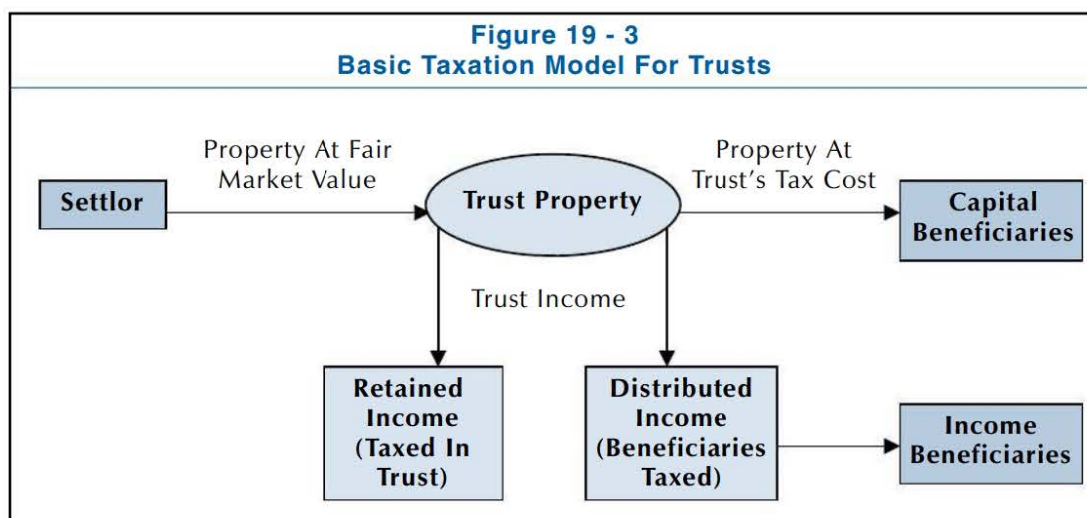 Figure 19 - 3
Basic Taxation Model For Trusts
Property At Fair
Market Value
Property At
Trust's Tax Cost
Settlor
Trust Property
Capital
Beneficiaries
Trust Income
Retained
Income
(Taxed In
Trust)
Distributed
Income
(Beneficiaries
Taxed)
Income
Beneficiaries